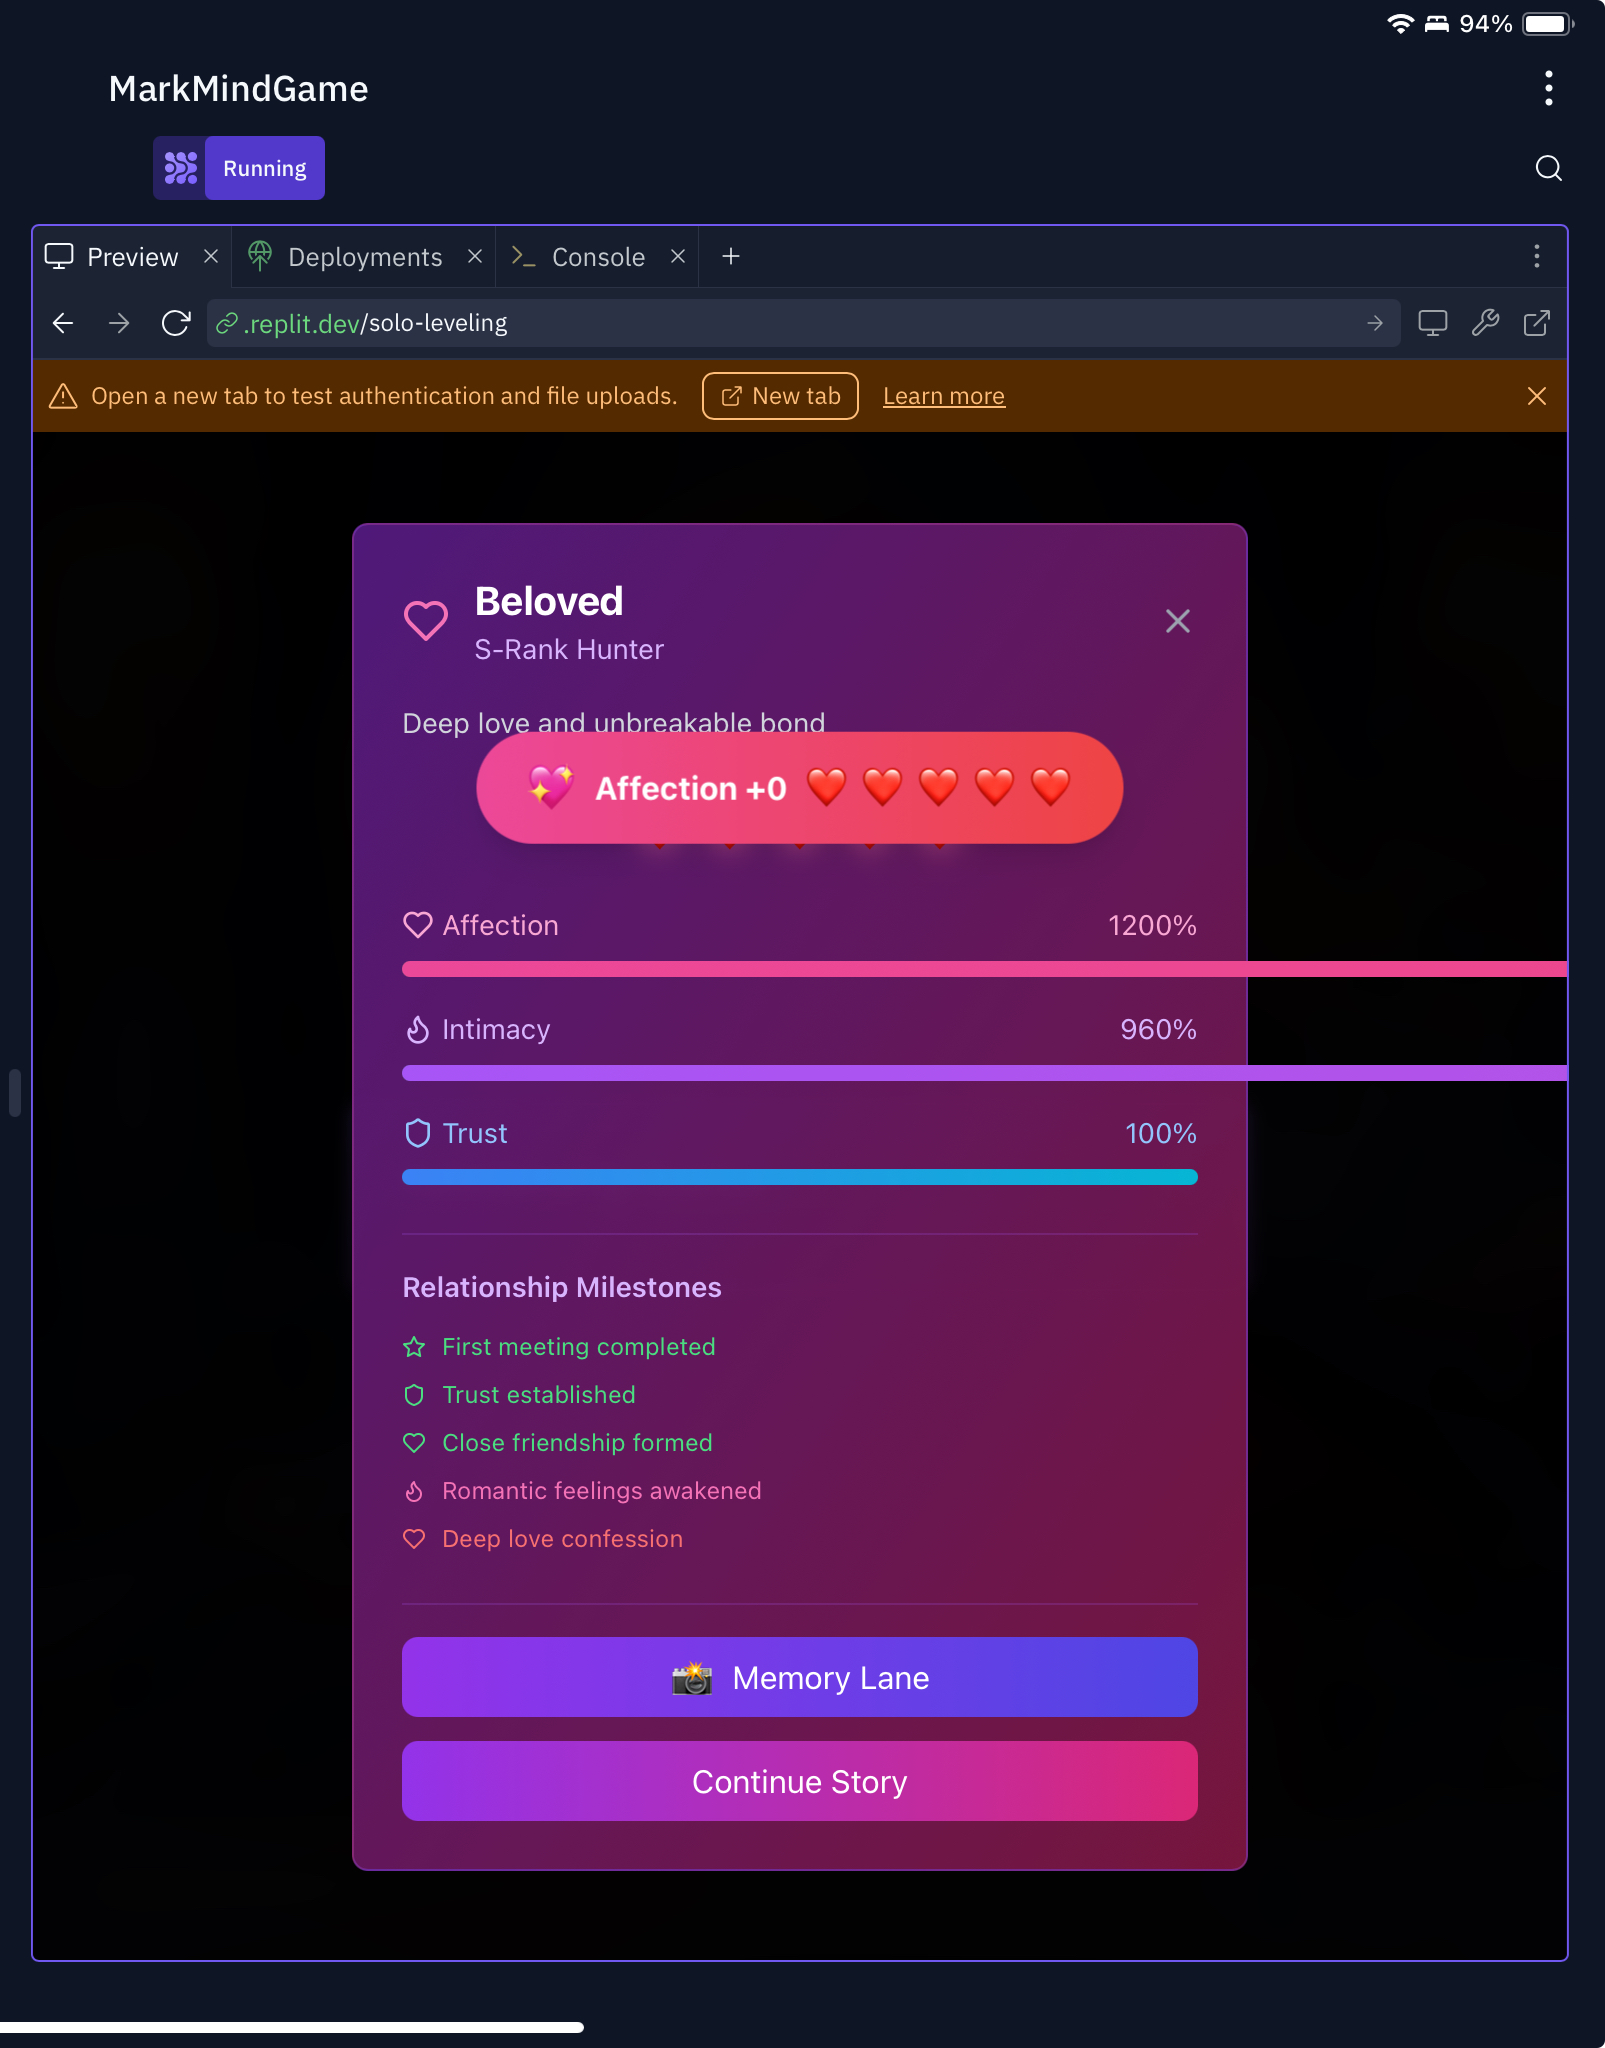 94%
MarkMindGame
Running
Preview
Deployments
Console
.replit.dev/solo-leveling
Open a new tab to test authentication and file uploads.
New tab
Learn more
Beloved
S-Rank Hunter
Deep love and unbreakable bond
Affection +0
Affection
1200%
Intimacy
960%
Trust
100%
Relationship Milestones
First meeting completed
Trust established
Close friendship formed
Romantic feelings awakened
Deep love confession
Memory Lane
Continue Story